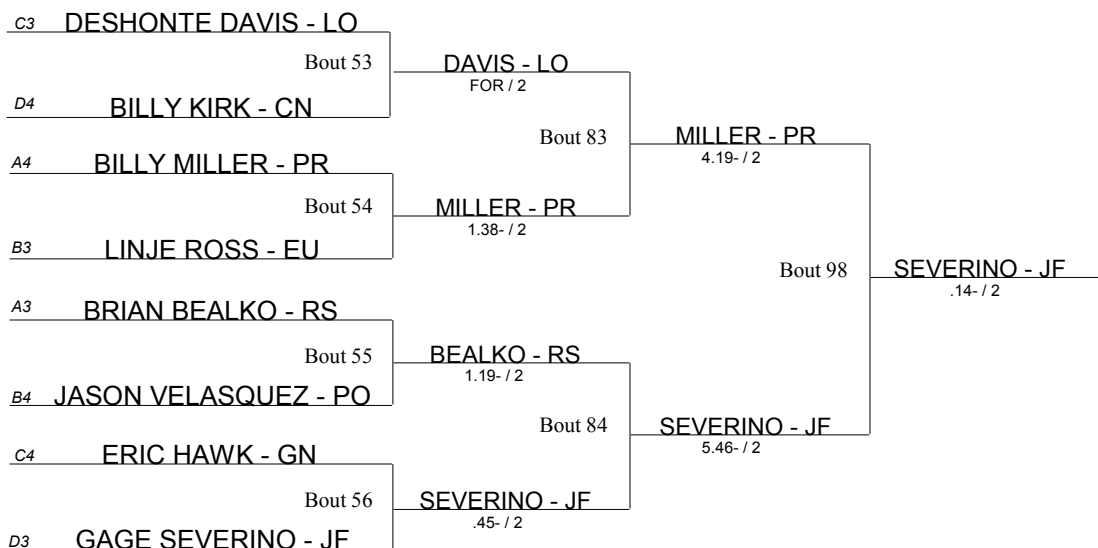 C3 DESHONTE DAVIS - LO
Bout 53
DAVIS - LO
FOR / 2
D4 BILLY KIRK - CN
Bout 83
MILLER - PR
4.19- / 2
A4 BILLY MILLER - PR
Bout 54
MILLER - PR
1.38- / 2
B3 LINJE ROSS - EU
Bout 98
SEVERINO - JF
.14- / 2
A3 BRIAN BEALKO - RS
Bout 55
BEALKO - RS
1.19- / 2
B4 JASON VELASQUEZ - PO
Bout 84
SEVERINO - JF
5.46- / 2
C4 ERIC HAWK - GN
Bout 56
SEVERINO - JF
.45- / 2
D3 GAGE SEVERINO - JF